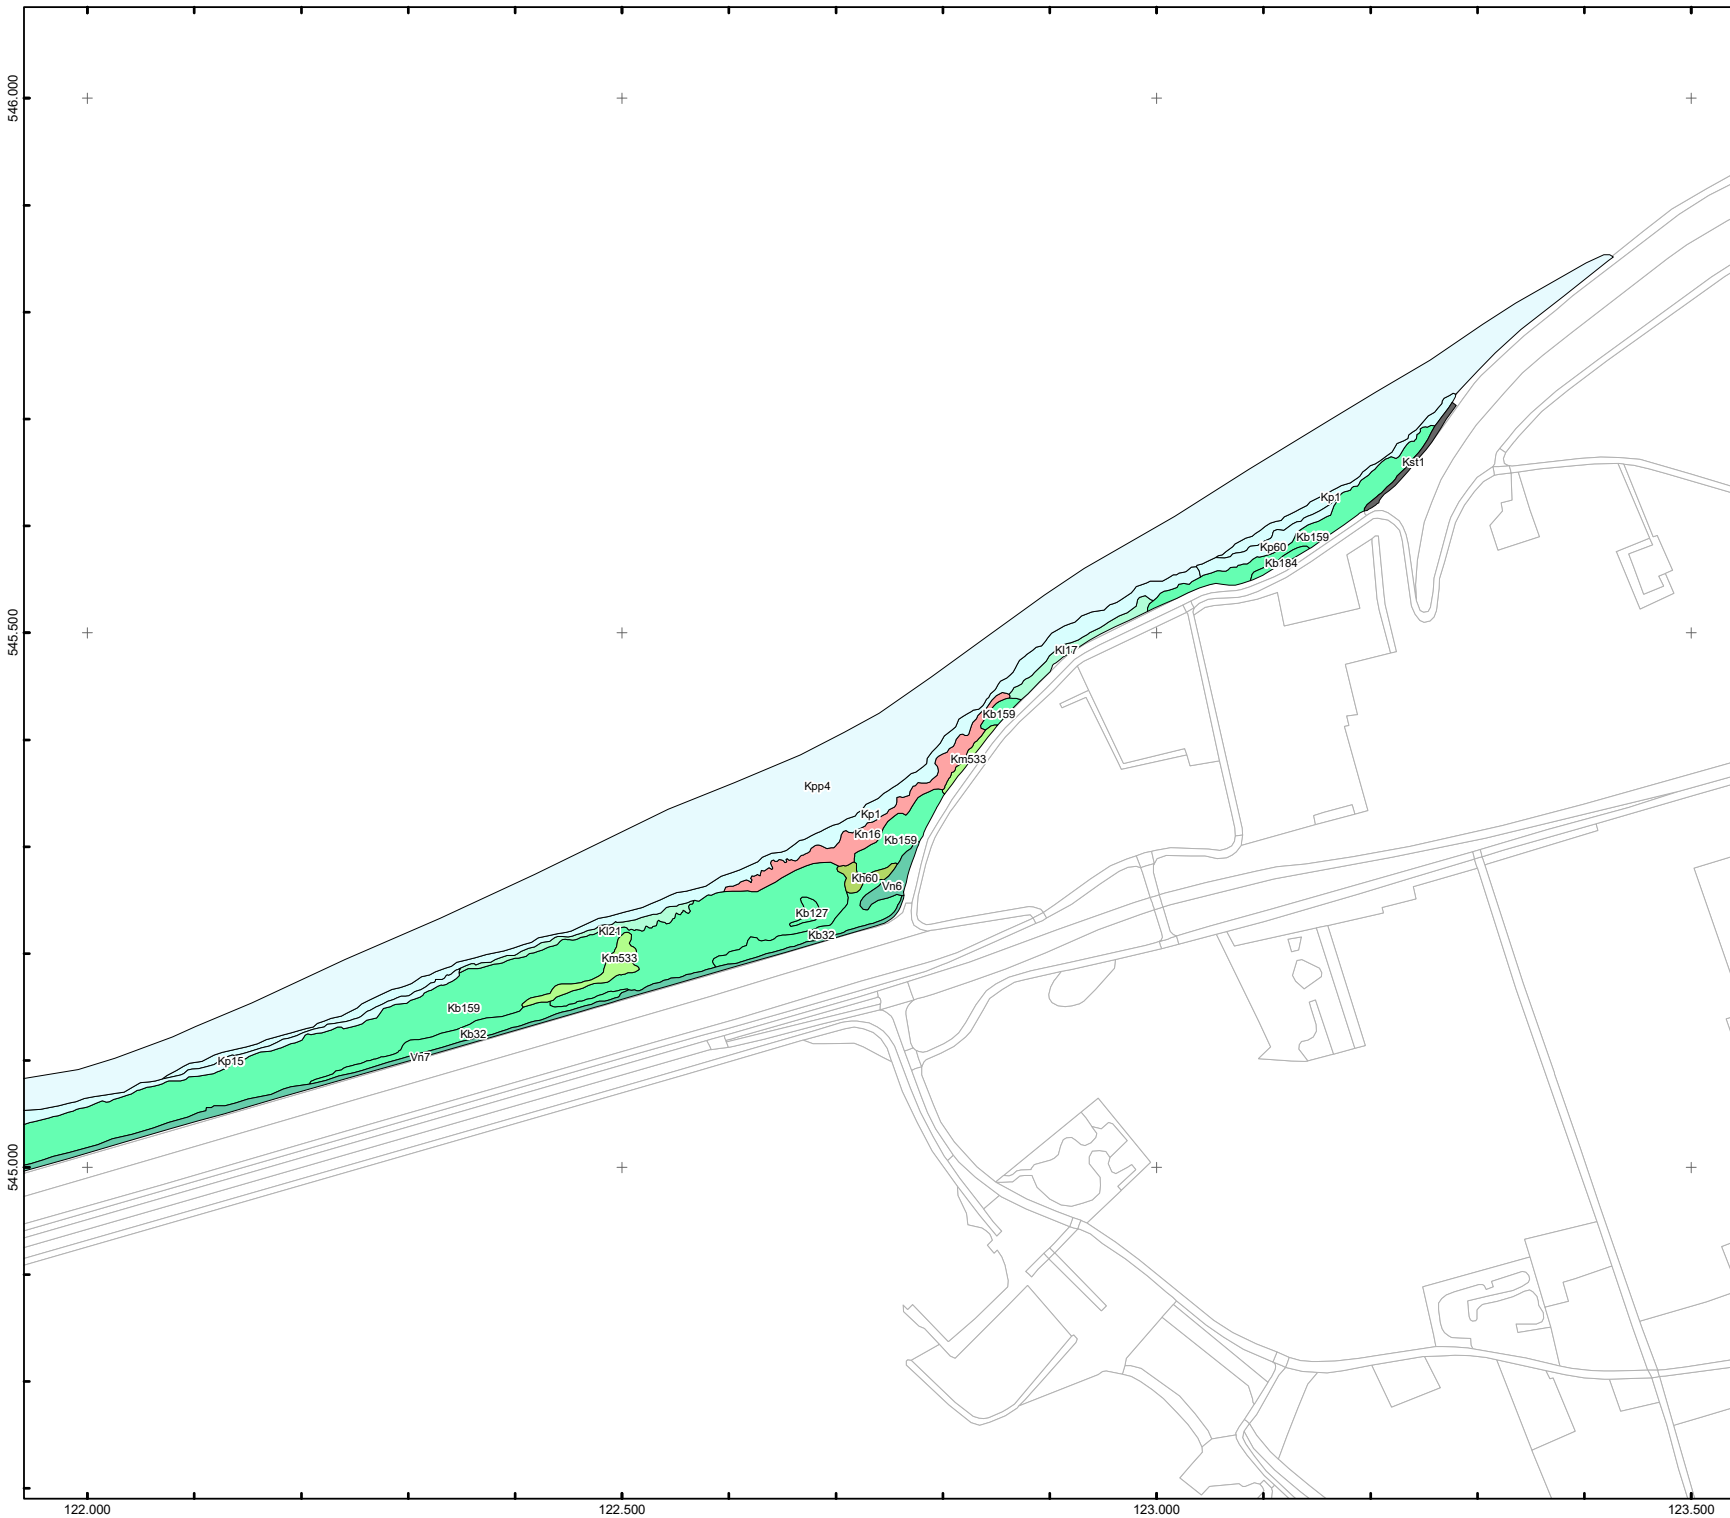 546.000
Kst1
Kp1
Kb159
Kp60
Kb184
545.500
Kl17
Kb159
Km533
Kpp4
Kp1
Kn16
Kb159
Kh60
Vn6
Kb127
Kl21
Kb32
Km533
Kb159
Kb32
Vn7
Kp15
545.000
122.000
122.500
123.000
123.500